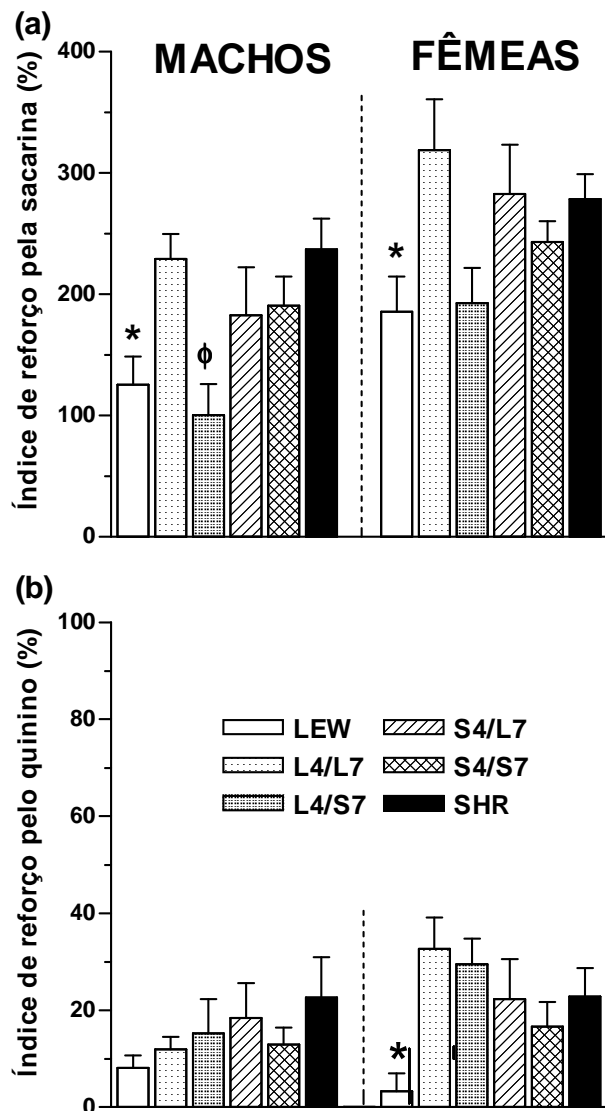 (a)
MACHOS
FÊMEAS
Índice de reforço pela sacarina (%)
400
300
200
100
0
*
ϕ
*
(b)
Índice de reforço pelo quinino (%)
100
80
60
40
20
0
LEW
S4/L7
L4/L7
S4/S7
L4/S7
SHR
*